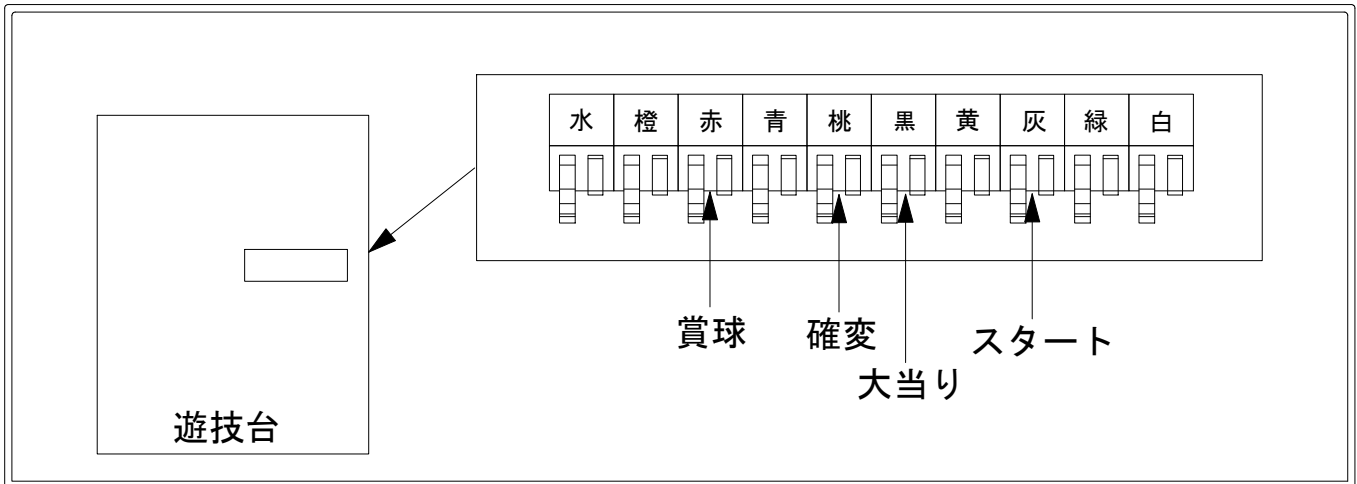 水 橙 赤 青 桃 黒 黄 灰 緑 白
賞球 確変 大当り スタート
遊技台